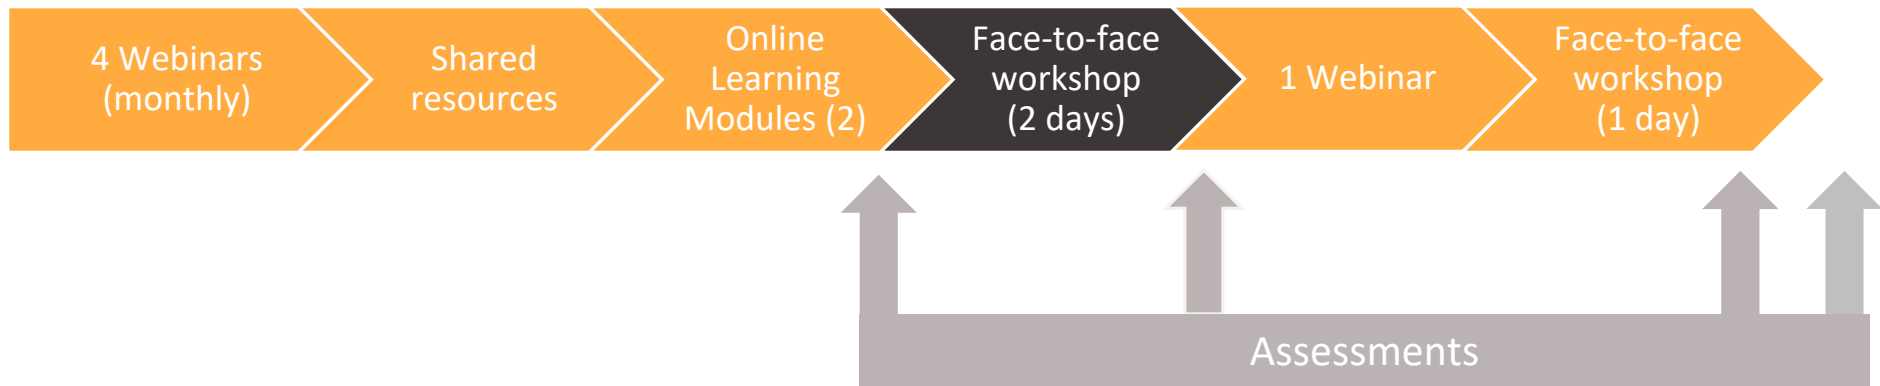 4 Webinars
(monthly)
Shared
resources
Online
Learning
Modules (2)
Face-to-face
workshop
(2 days)
1 Webinar
Face-to-face
workshop
(1 day)
Assessments